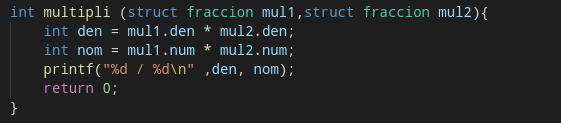 int multipli (struct fraccion mul1,struct fraccion mul2){
    int den = mul1.den * mul2.den;
    int nom = mul1.num * mul2.num;
    printf("%d / %d\n" ,den, nom);
    return 0;
}